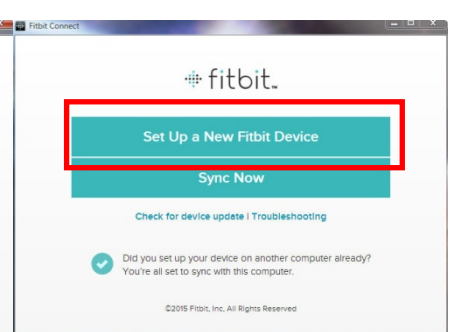 Fitbit Connect
fitbit™
Set Up a New Fitbit Device
Sync Now
Check for device update | Troubleshooting
Did you set up your device on another computer already?
You're all set to sync with this computer.
©2015 Fitbit, Inc, All Rights Reserved